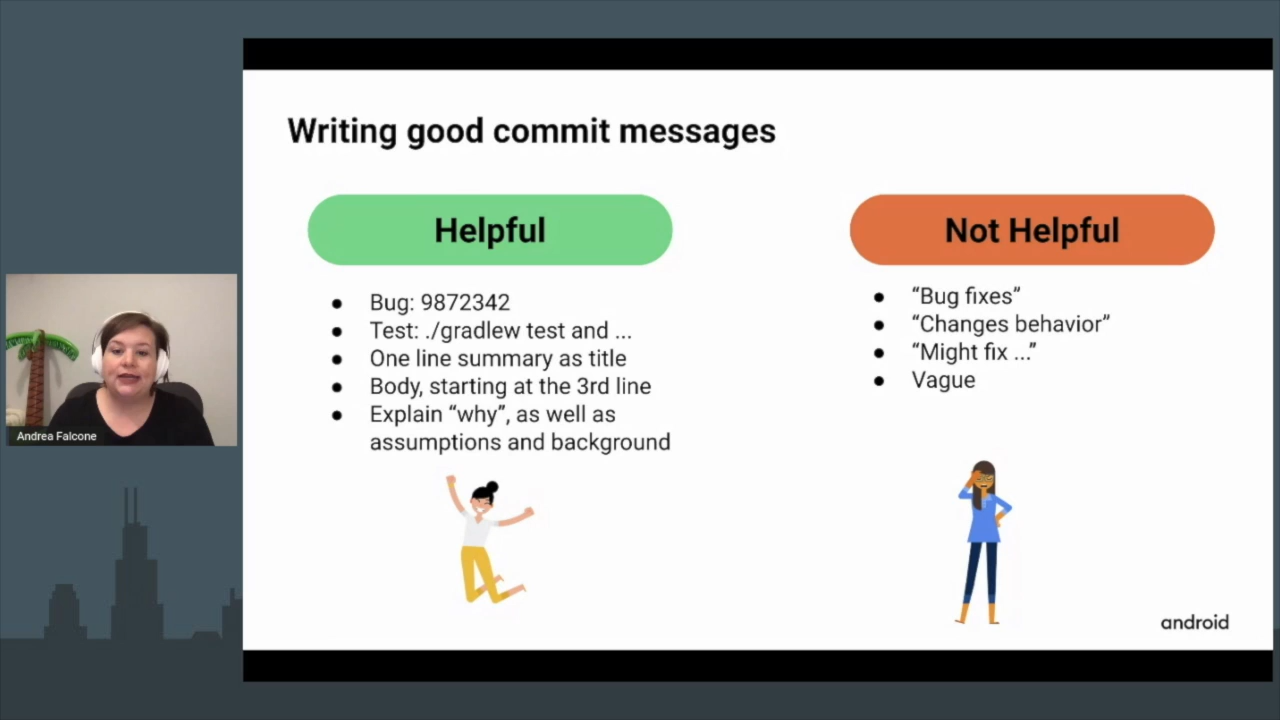 Writing good commit messages
Helpful
● Bug: 9872342
● Test: ./gradlew test and ...
● One line summary as title
● Body, starting at the 3rd line
● Explain “why”, as well as
assumptions and background
Not Helpful
● “Bug fixes”
● “Changes behavior”
● “Might fix ...”
● Vague
Andrea Falcone
android